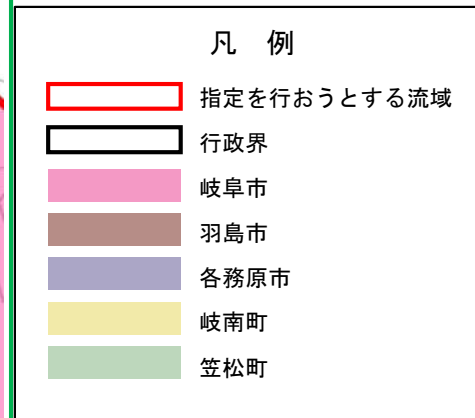 凡 例
指定を行おうとする流域
行政界
岐阜市
羽島市
各務原市
岐南町
笠松町